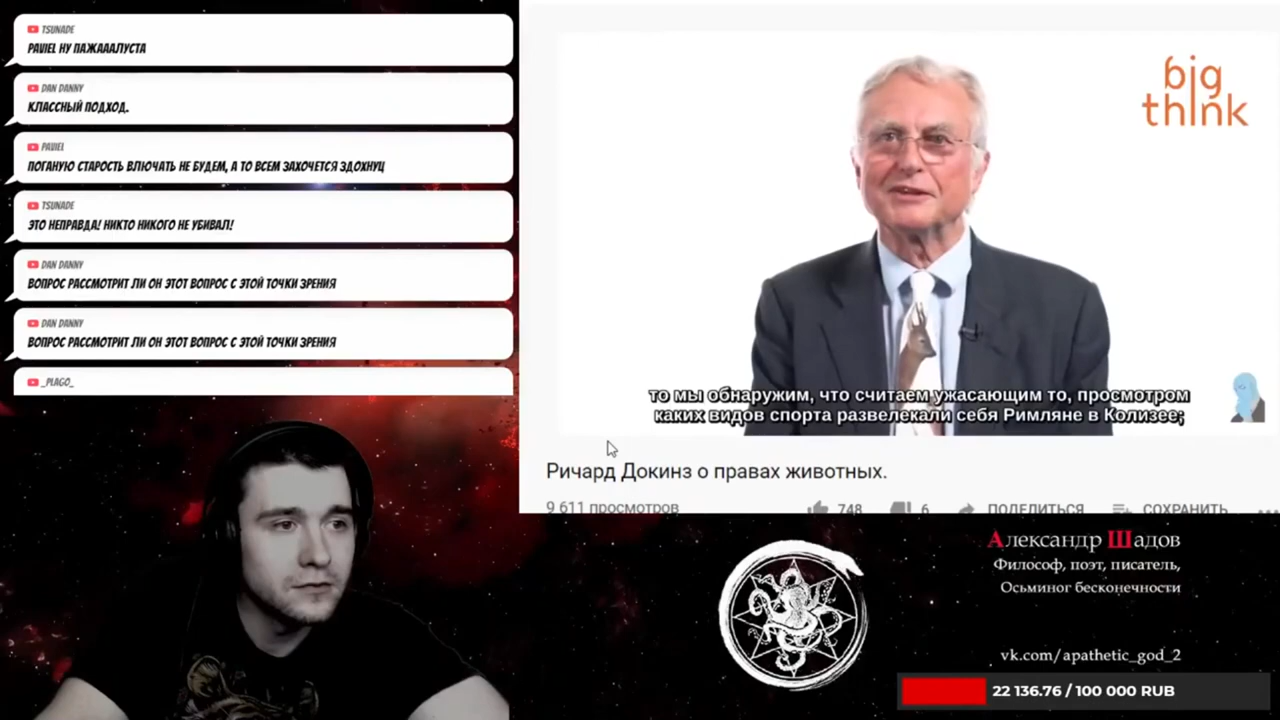 TSUNADE
PAVIEL НУ ПАЖАААЛУСТА
DAN DANNY
КЛАССНЫЙ ПОДХОД.
PAVIEL
ПОГАНУЮ СТАРОСТЬ ВЛЮЧАТЬ НЕ БУДЕМ, А ТО ВСЕМ ЗАХОЧЕТСЯ ЗДОХНУЦ
TSUNADE
ЭТО НЕПРАВДА! НИКТО НИКОГО НЕ УБИВАЛ!
DAN DANNY
ВОПРОС РАССМОТРИТ ЛИ ОН ЭТОТ ВОПРОС С ЭТОЙ ТОЧКИ ЗРЕНИЯ
DAN DANNY
ВОПРОС РАССМОТРИТ ЛИ ОН ЭТОТ ВОПРОС С ЭТОЙ ТОЧКИ ЗРЕНИЯ
_PLAGO_
big
think
то мы обнаружим, что считаем ужасающим то, просмотром
каких видов спорта развелекали себя Римляне в Колизее;
Ричард Докинз о правах животных.
9 611 просмотров
748
6
ПОДЕЛИТЬСЯ
СОХРАНИТЬ
Александр Шадов
Философ, поэт, писатель,
Осьминог бесконечности
vk.com/apathetic_god_2
22 136.76 / 100 000 RUB